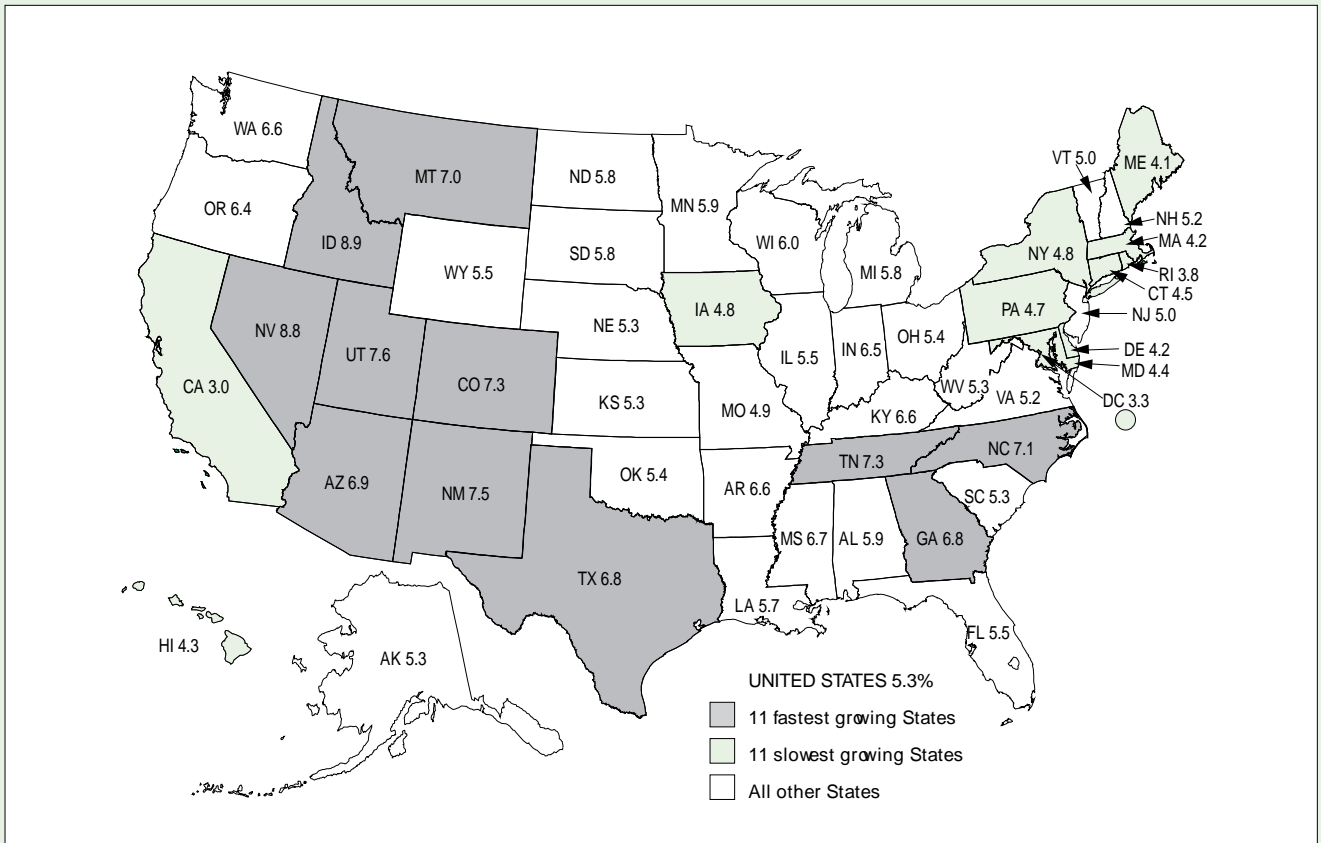 WA 6.6
MT 7.0
ND 5.8
MN 5.9
VT 5.0
ME 4.1
OR 6.4
ID 8.9
WY 5.5
SD 5.8
WI 6.0
MI 5.8
NY 4.8
NH 5.2
MA 4.2
RI 3.8
CT 4.5
NJ 5.0
NV 8.8
UT 7.6
CO 7.3
NE 5.3
IA 4.8
IL 5.5
IN 6.5
OH 5.4
PA 4.7
DE 4.2
MD 4.4
DC 3.3
CA 3.0
KS 5.3
MO 4.9
KY 6.6
WV 5.3
VA 5.2
AZ 6.9
NM 7.5
OK 5.4
AR 6.6
TN 7.3
NC 7.1
SC 5.3
TX 6.8
LA 5.7
MS 6.7
AL 5.9
GA 6.8
FL 5.5
HI 4.3
AK 5.3
UNITED STATES 5.3%
11 fastest growing States
11 slowest growing States
All other States